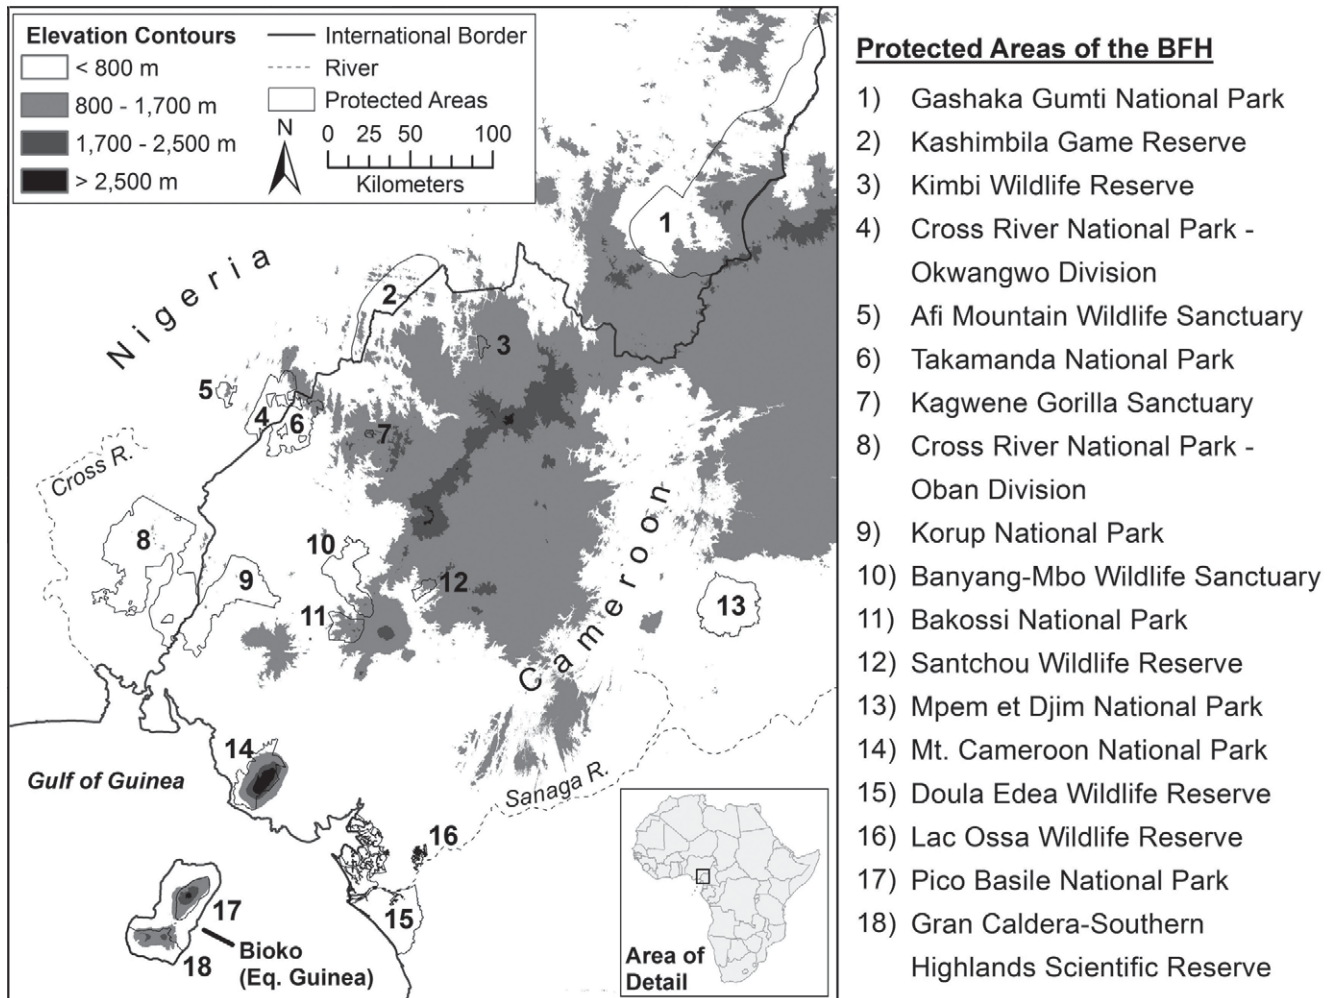 Elevation Contours
< 800 m
800 - 1,700 m
1,700 - 2,500 m
> 2,500 m
International Border
River
Protected Areas
N
0 25 50 100
Kilometers
Nigeria
Cameroon
Cross R.
Sanaga R.
Gulf of Guinea
Bioko
(Eq. Guinea)
1
2
3
4
5
6
7
8
9
10
11
12
13
14
15
16
17
18
Area of
Detail
Protected Areas of the BFH
1) Gashaka Gumti National Park
2) Kashimbila Game Reserve
3) Kimbi Wildlife Reserve
4) Cross River National Park -
Okwangwo Division
5) Afi Mountain Wildlife Sanctuary
6) Takamanda National Park
7) Kagwene Gorilla Sanctuary
8) Cross River National Park -
Oban Division
9) Korup National Park
10) Banyang-Mbo Wildlife Sanctuary
11) Bakossi National Park
12) Santchou Wildlife Reserve
13) Mpem et Djim National Park
14) Mt. Cameroon National Park
15) Doula Edea Wildlife Reserve
16) Lac Ossa Wildlife Reserve
17) Pico Basile National Park
18) Gran Caldera-Southern
Highlands Scientific Reserve